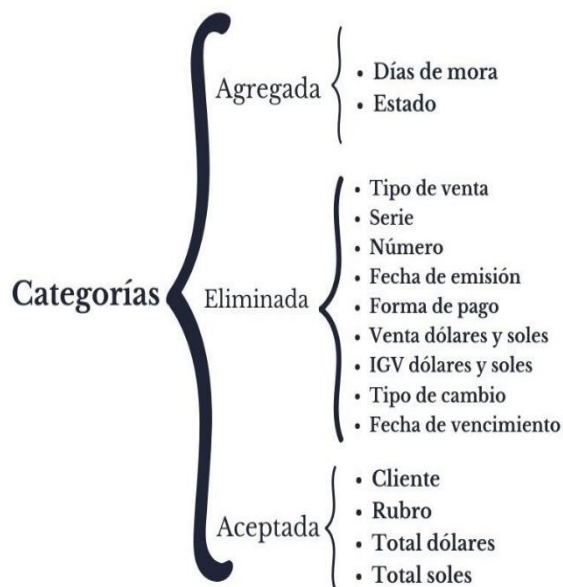 Agregada
• Días de mora
• Estado
Categorías
Eliminada
• Tipo de venta
• Serie
• Número
• Fecha de emisión
• Forma de pago
• Venta dólares y soles
• IGV dólares y soles
• Tipo de cambio
• Fecha de vencimiento
Aceptada
• Cliente
• Rubro
• Total dólares
• Total soles